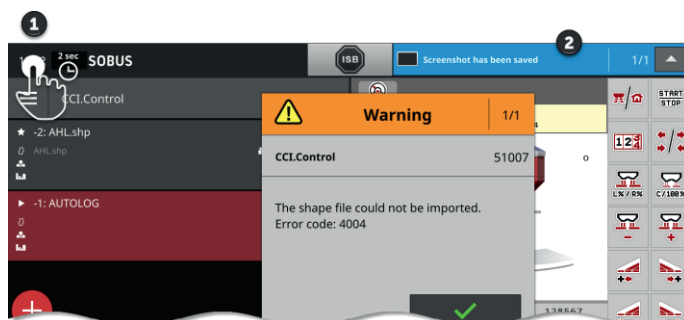 1
2
2 sec
SOBUS
ISB
Screenshot has been saved
1/1
CCI.Control
-2: AHL.shp
AHL.shp
-1: AUTOLOG
Warning
1/1
CCI.Control
51007
The shape file could not be imported.
Error code: 4004
START
STOP
123
L%/R%
C/100%
128567